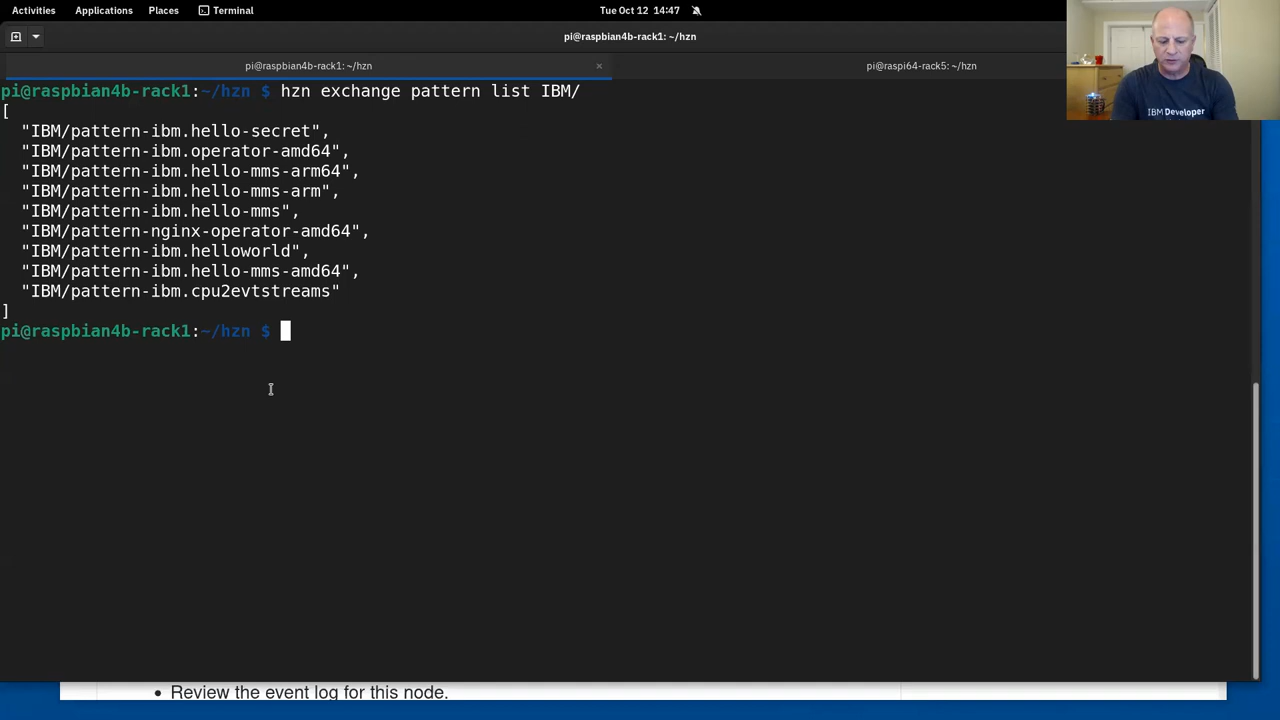 Activities Applications Places Terminal Tue Oct 12 14:47
pi@raspbian4b-rack1: ~/hzn
pi@raspbian4b-rack1: ~/hzn × pi@raspi64-rack5: ~/hzn
pi@raspbian4b-rack1:~/hzn $ hzn exchange pattern list IBM/
[
"IBM/pattern-ibm.hello-secret",
"IBM/pattern-ibm.operator-amd64",
"IBM/pattern-ibm.hello-mms-arm64",
"IBM/pattern-ibm.hello-mms-arm",
"IBM/pattern-ibm.hello-mms",
"IBM/pattern-nginx-operator-amd64",
"IBM/pattern-ibm.helloworld",
"IBM/pattern-ibm.hello-mms-amd64",
"IBM/pattern-ibm.cpu2evtstreams"
]
pi@raspbian4b-rack1:~/hzn $
IBM Developer
• Review the event log for this node.